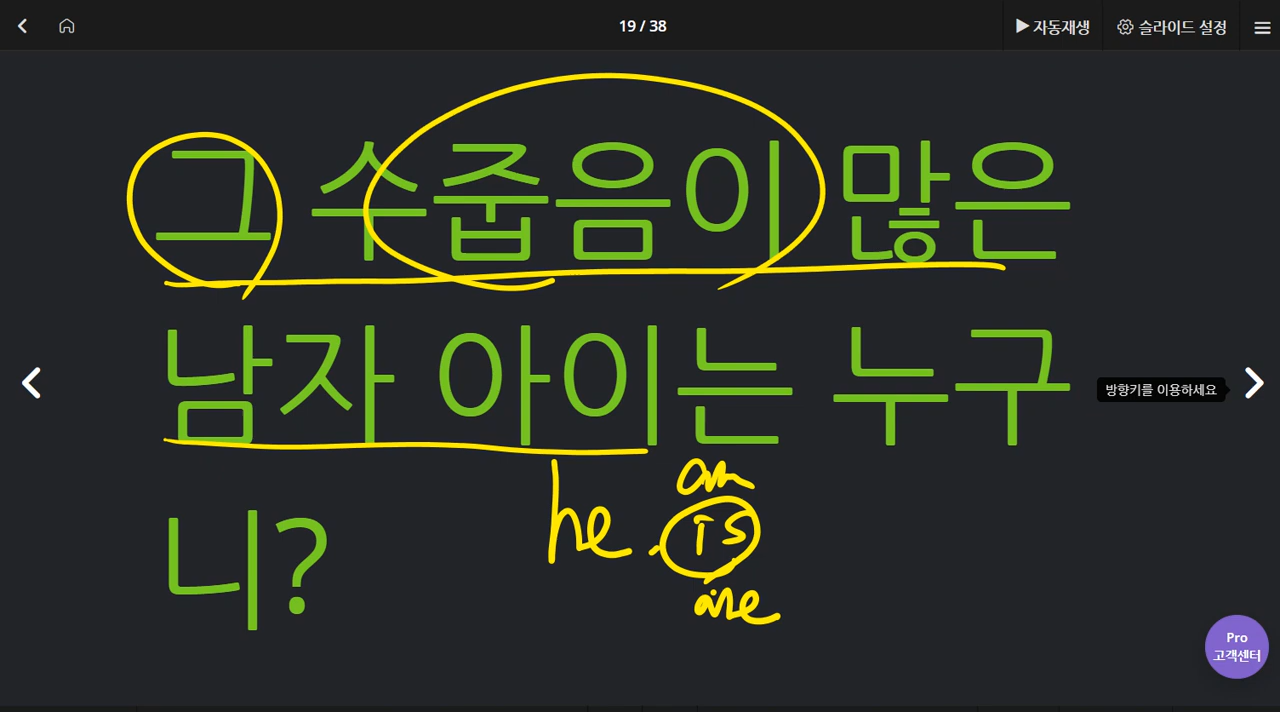 19 / 38
자동재생
슬라이드 설정
그 수줍음이 많은
남자 아이는 누구
방향키를 이용하세요
니?
am
he is
are
Pro
고객센터